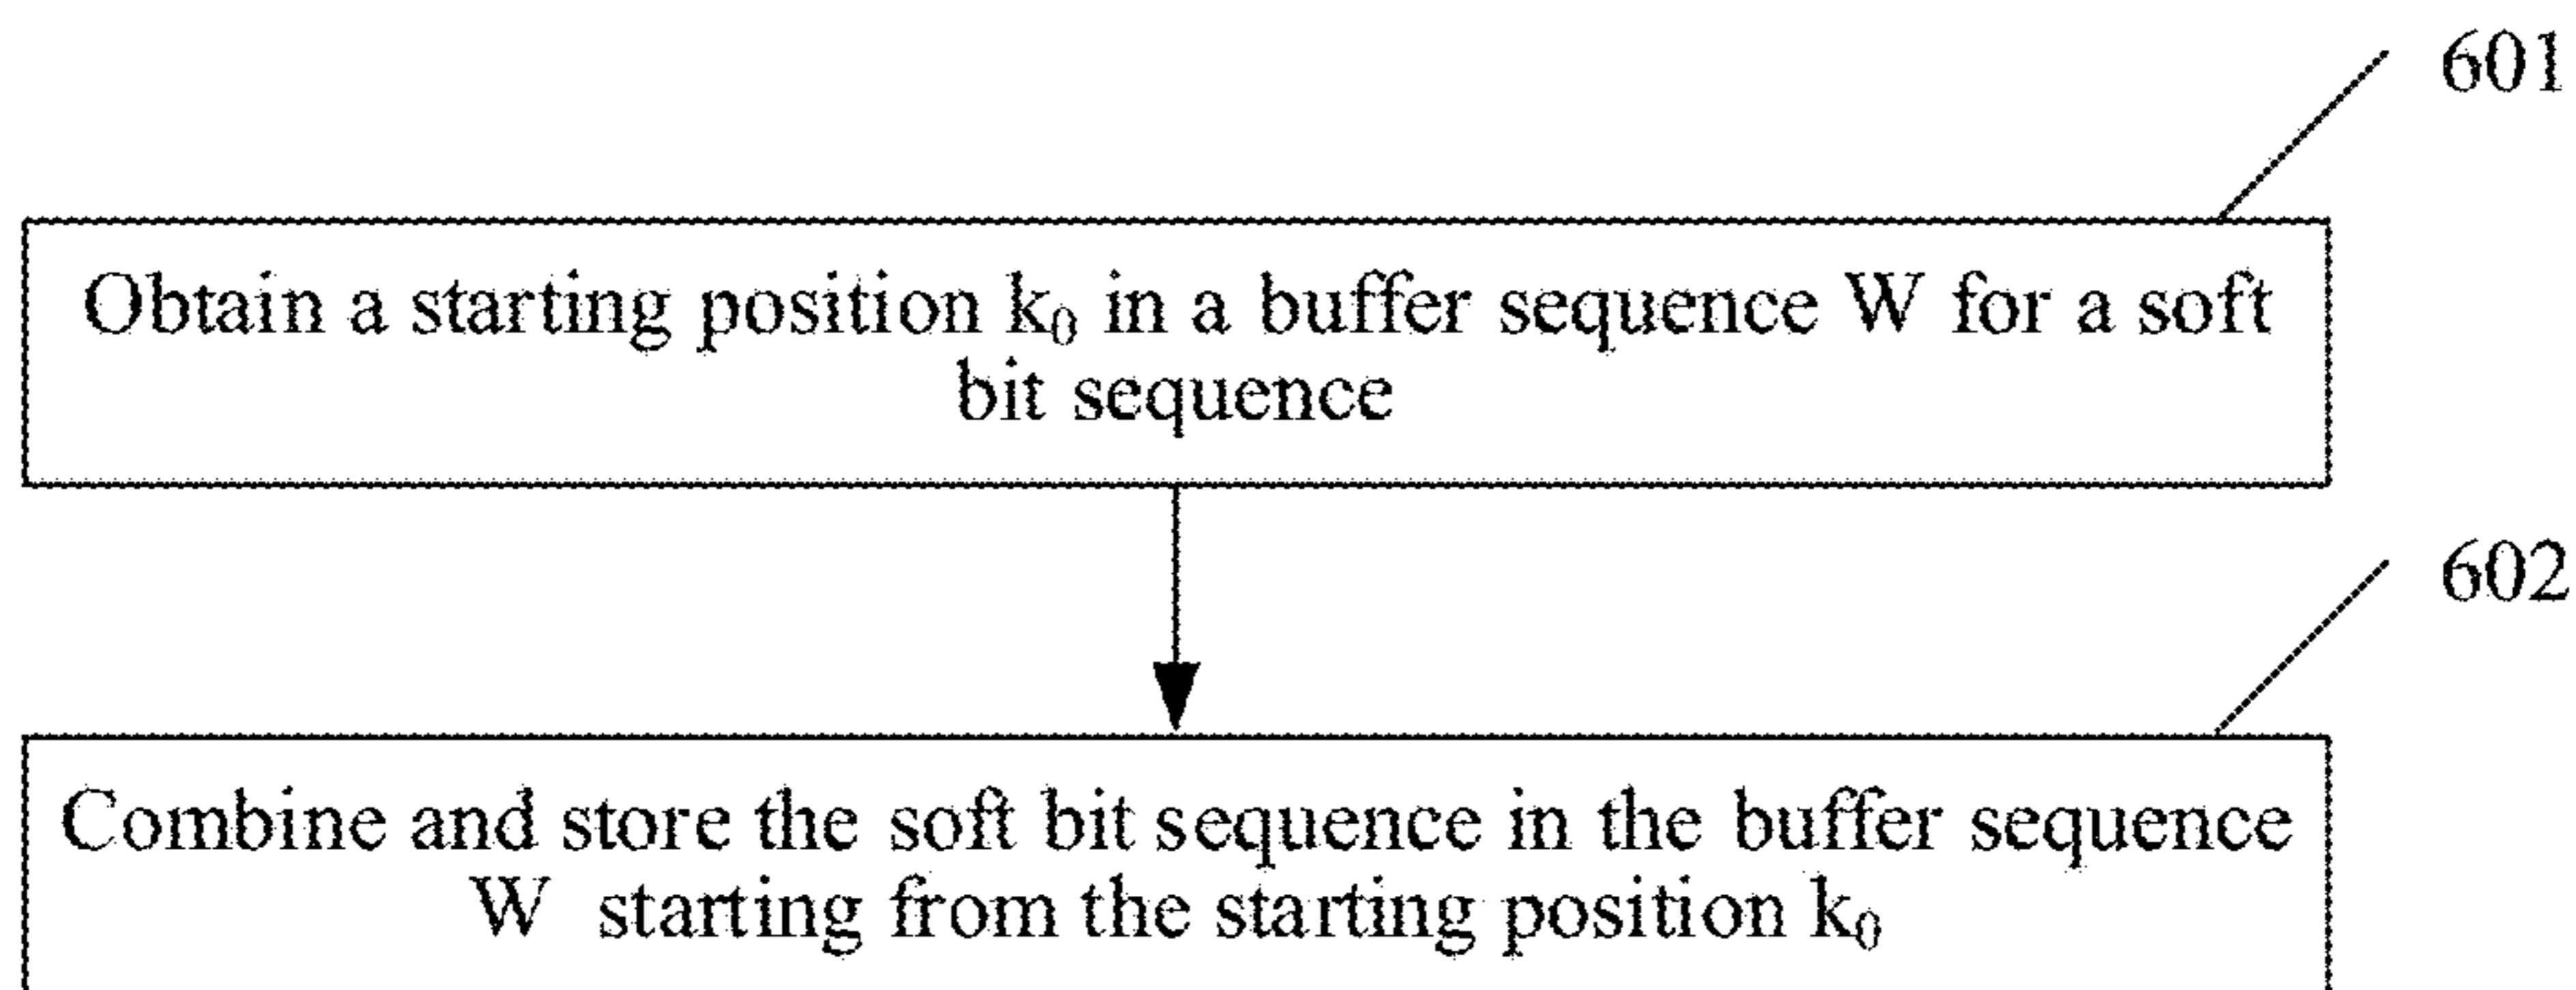 601
Obtain a starting position k₀ in a buffer sequence W for a soft
bit sequence
602
Combine and store the soft bit sequence in the buffer sequence
W starting from the starting position k₀